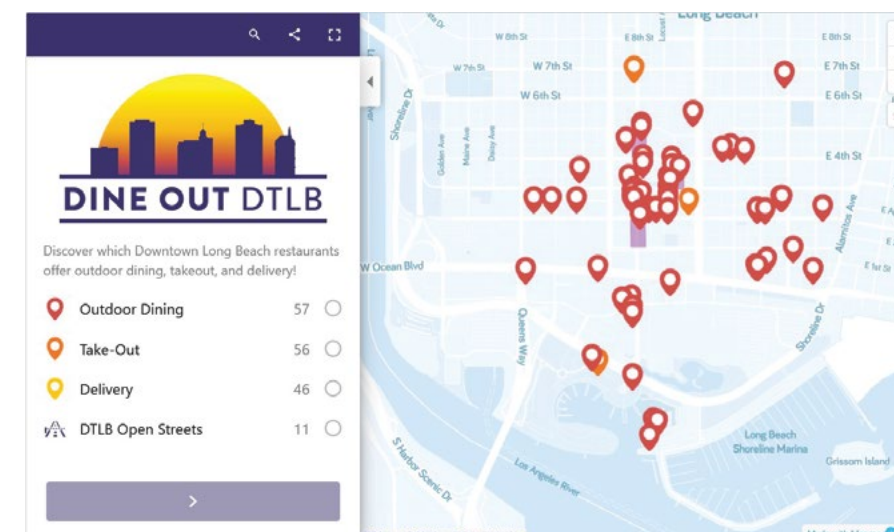 DINE OUT DTLB
Discover which Downtown Long Beach restaurants
offer outdoor dining, takeout, and delivery!
Outdoor Dining 57
Take-Out 56
Delivery 46
DTLB Open Streets 11
Long Beach
W 8th St
E 8th St
Locust A
E 8th St
W 7th St
W 7th St
E 7th St
W 6th St
E 6th St
Shoreline Dr
Golden Ave
Maine Ave
Daisy Ave
E 4th St
Alamitos Ave
W Ocean Blvd
E 1st St
Queens Way
Shoreline Dr
S Harbor Scenic Dr
Los Angeles River
Long Beach
Shoreline Marina
Grissom Island